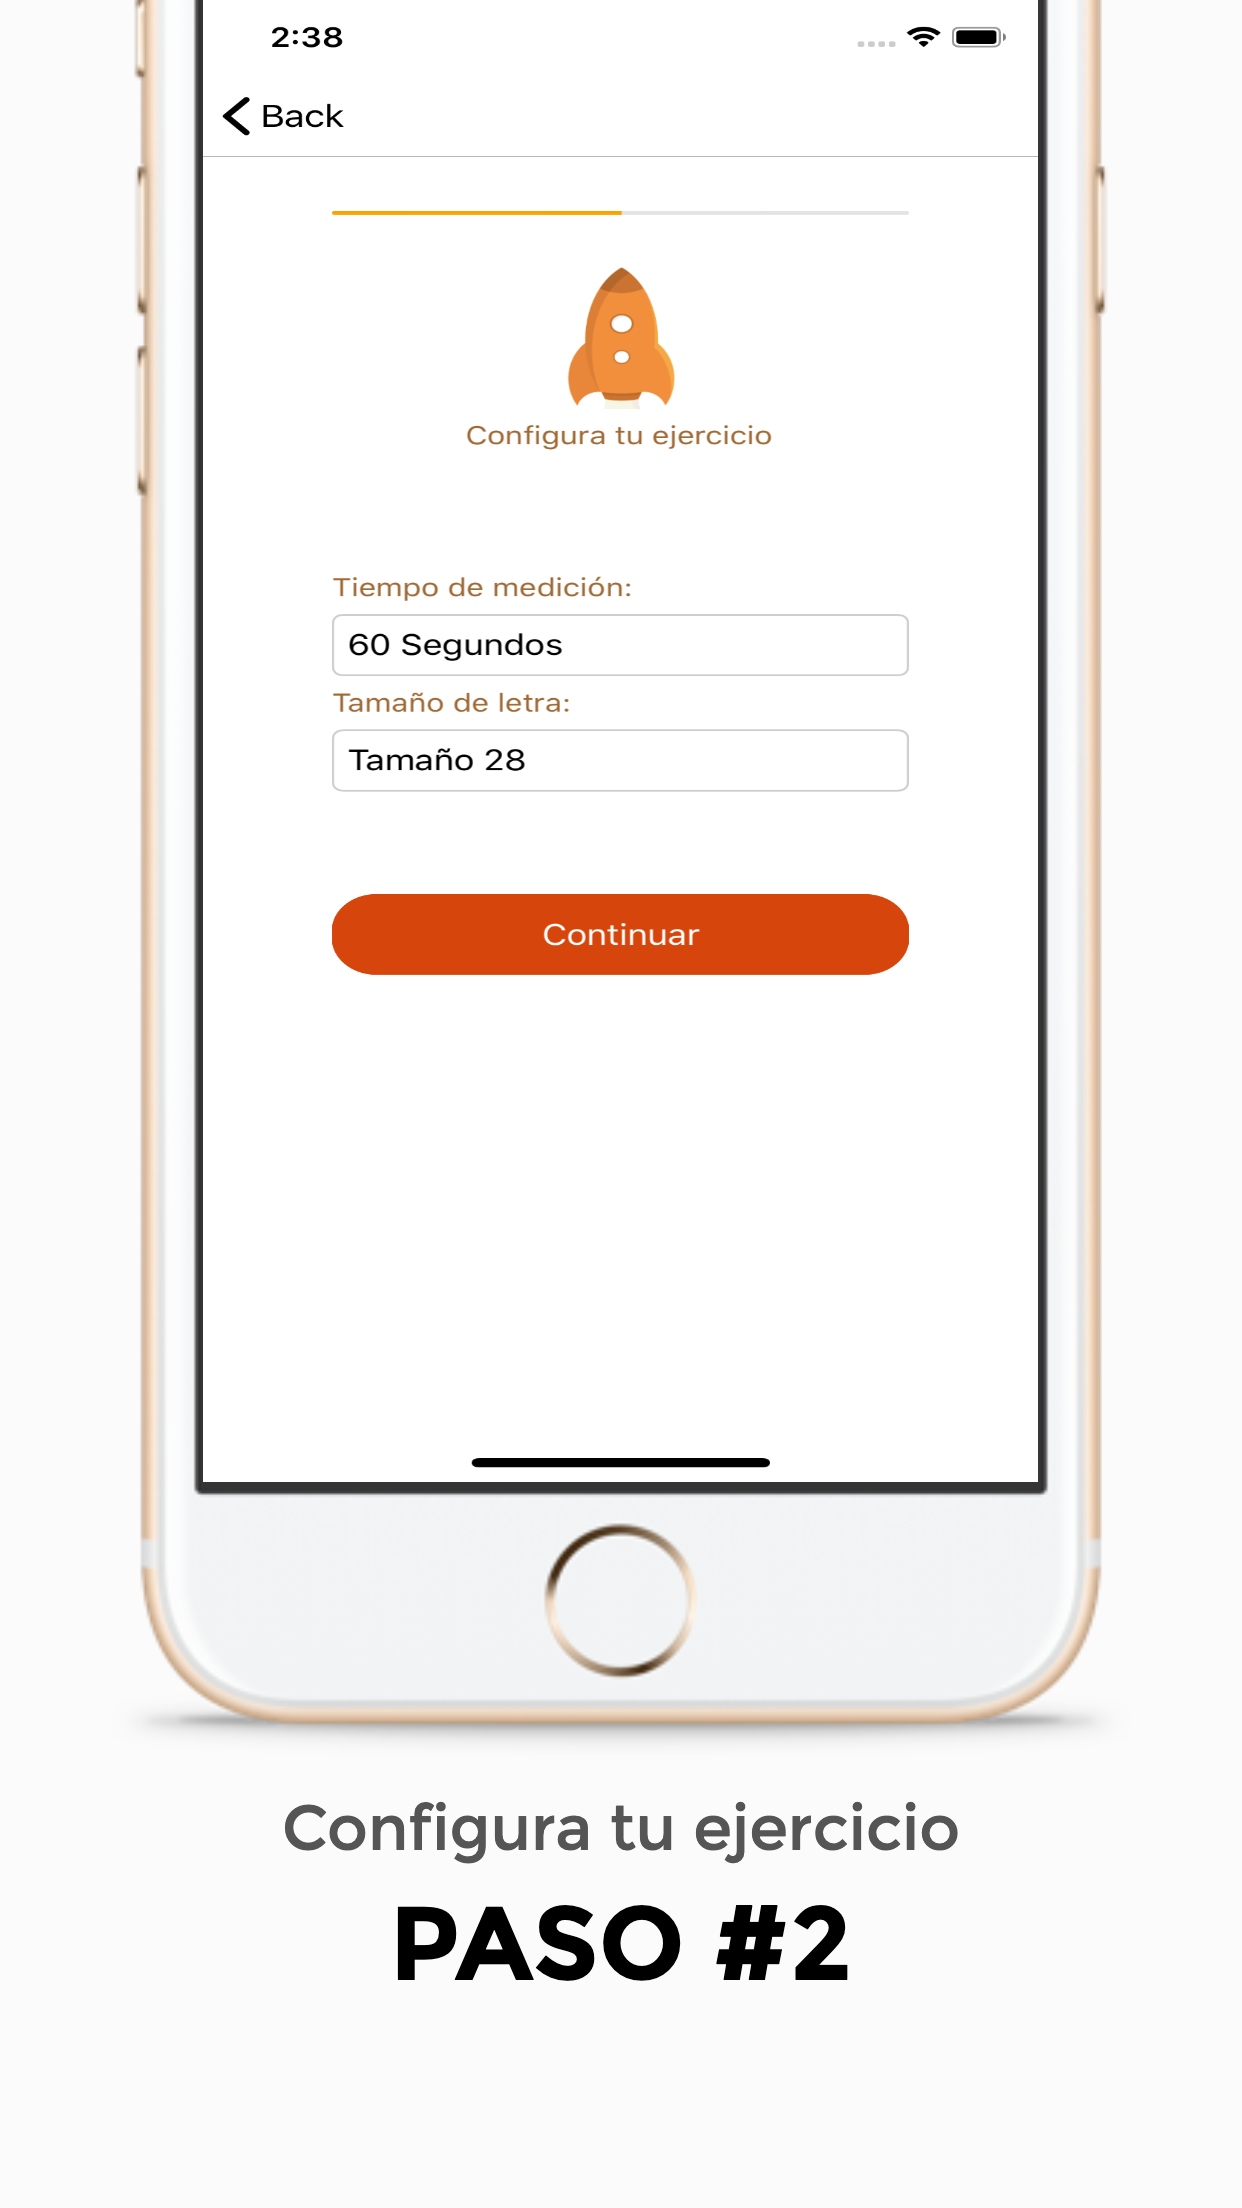 2:38
Back
Configura tu ejercicio
Tiempo de medición:
60 Segundos
Tamaño de letra:
Tamaño 28
Continuar
Configura tu ejercicio
PASO #2